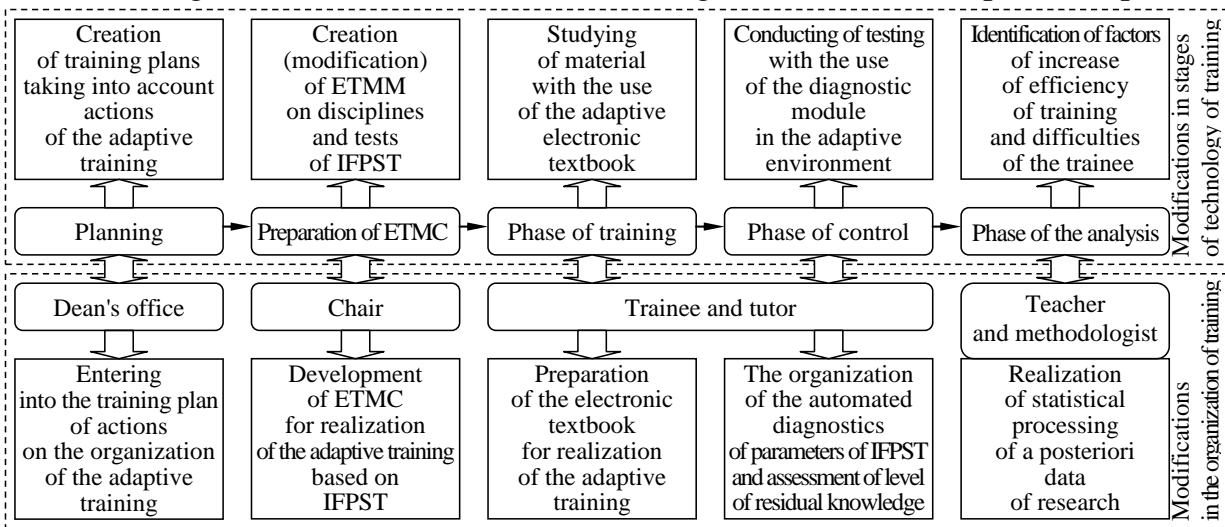 Creation
of training plans
taking into account
actions
of the adaptive
training
Creation
(modification)
of ETMM
on disciplines
and tests
of IFPST
Studying
of material
with the use
of the adaptive
electronic
textbook
Conducting of testing
with the use
of the diagnostic
module
in the adaptive
environment
Identification of factors
of increase
of efficiency
of training
and difficulties
of the trainee
Modifications in stages
of technology of training
Planning
Preparation of ETMC
Phase of training
Phase of control
Phase of the analysis
Dean's office
Chair
Trainee and tutor
Teacher
and methodologist
Entering
into the training plan
of actions
on the organization
of the adaptive
training
Development
of ETMC
for realization
of the adaptive training
based on
IFPST
Preparation
of the electronic
textbook
for realization
of the adaptive
training
The organization
of the automated
diagnostics
of parameters of IFPST
and assessment of level
of residual knowledge
Realization
of statistical
processing
of a posteriori
data
of research
Modifications
in the organization of training